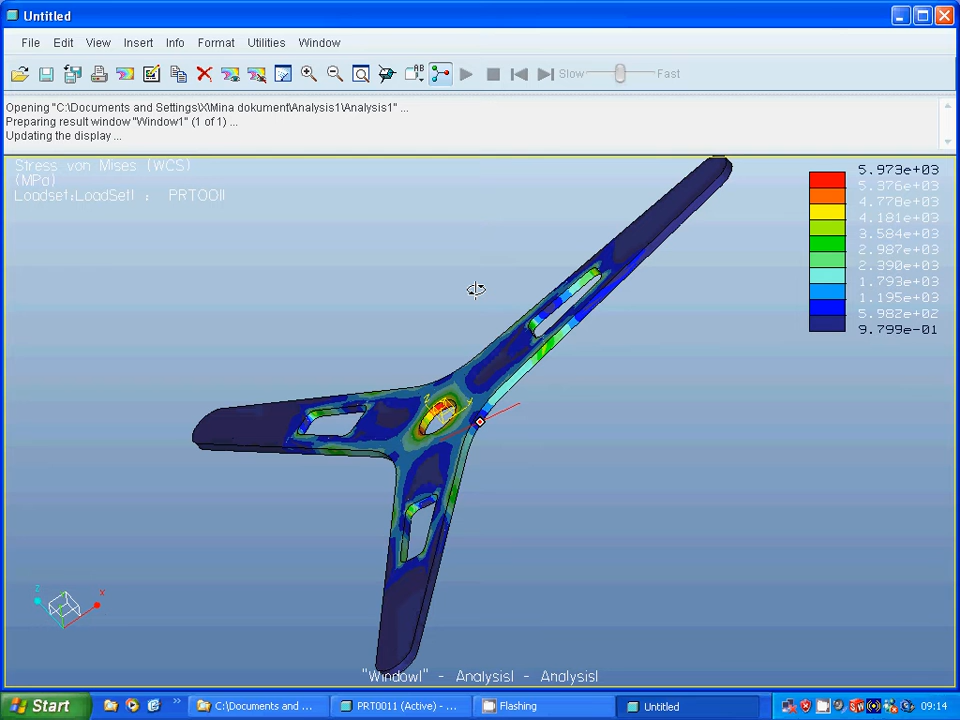 Untitled
File Edit View Insert Info Format Utilities Window
Slow Fast
Opening "C:\Documents and Settings\X\Mina dokument\Analysis1\Analysis1" ...
Preparing result window "Window1" (1 of 1) ...
Updating the display ...
Stress von Mises (WCS)
(MPa)
Loadset:LoadSet1 : PRT0011
5.973e+03
5.376e+03
4.778e+03
4.181e+03
3.584e+03
2.987e+03
2.390e+03
1.793e+03
1.195e+03
5.982e+02
9.799e-01
Z
X
"Window1" - Analysis1 - Analysis1
Start
C:\Documents and ...
PRT0011 (Active) - ...
Flashing
Untitled
09:14